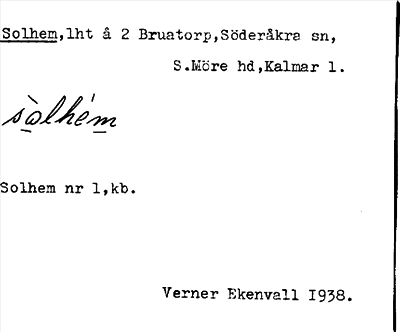 Solhem,lht å 2 Bruatorp,Söderåkra sn,
S.Möre hd,Kalmar l.
sòlhém
Solhem nr 1,kb.
Verner Ekenvall 1938.